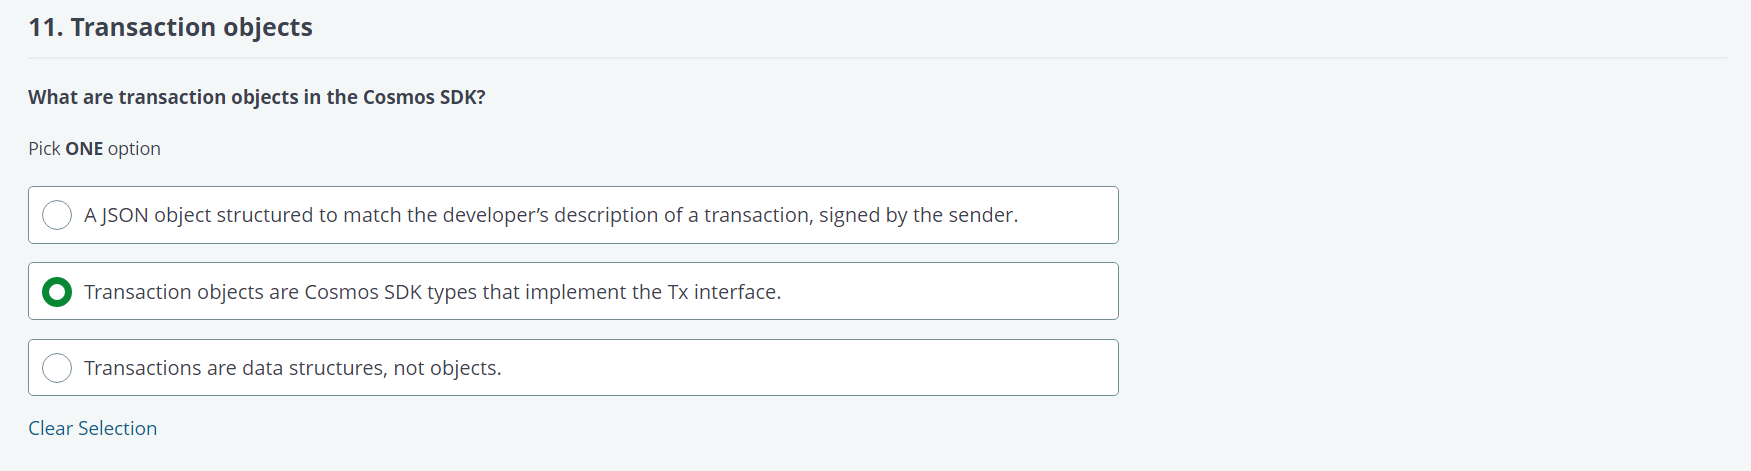 11. Transaction objects
What are transaction objects in the Cosmos SDK?
Pick ONE option
A JSON object structured to match the developer’s description of a transaction, signed by the sender.
Transaction objects are Cosmos SDK types that implement the Tx interface.
Transactions are data structures, not objects.
Clear Selection